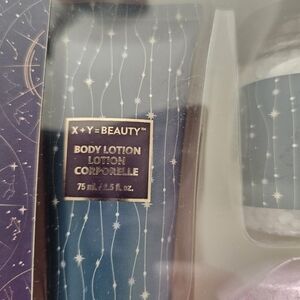 X + Y = BEAUTY™
BODY LOTION
LOTION
CORPORELLE
75 ml. / 2.5 fl. oz.